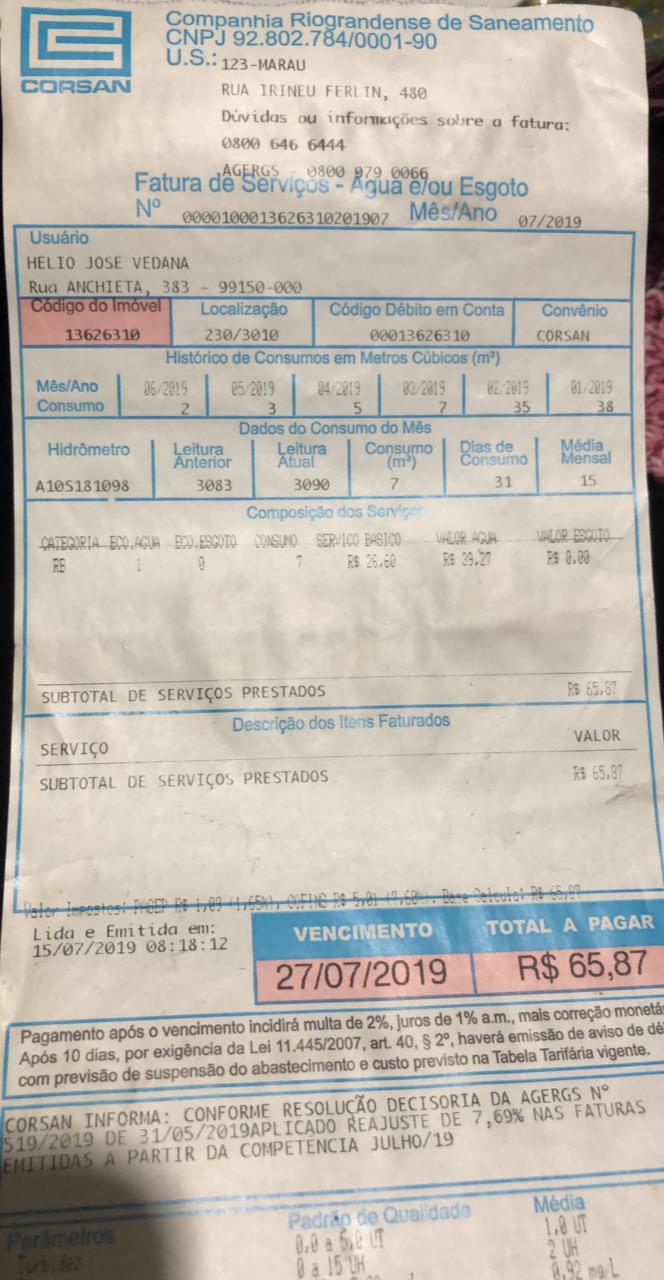 CORSAN
Companhia Riograndense de Saneamento
CNPJ 92.802.784/0001-90
U.S.: 123-MARAU
RUA IRINEU FERLIN, 480
Dúvidas ou informações sobre a fatura:
0800 646 6444
AGERGS - 0800 979 0066
Fatura de Serviços - Água e/ou Esgoto
Nº 0000100013626310201907 Mês/Ano 07/2019
Usuário
HELIO JOSE VEDANA
Rua ANCHIETA, 383 - 99150-000
Código do Imóvel Localização Código Débito em Conta Convênio
13626310 230/3010 00013626310 CORSAN
Histórico de Consumos em Metros Cúbicos (m³)
Mês/Ano 06/2019 05/2019 04/2019 03/2019 02/2019 01/2019
Consumo 2 3 5 7 35 38
Dados do Consumo do Mês
Hidrômetro Leitura Anterior Leitura Atual Consumo (m³) Dias de Consumo Média Mensal
A10S181098 3083 3090 7 31 15
Composição dos Serviços
CATEGORIA ECO.AGUA ECO.ESGOTO CONSUMO SERVICO BASICO VALOR AGUA VALOR ESGOTO
RB 1 0 7 R$ 26,60 R$ 39,27 R$ 0,00
SUBTOTAL DE SERVIÇOS PRESTADOS R$ 65,87
Descrição dos Itens Faturados
SERVIÇO VALOR
SUBTOTAL DE SERVIÇOS PRESTADOS R$ 65,87
Valor Impostos: PASEP R$ 1,09 (1,65%), COFINS R$ 5,01 (7,60%). Base Calculo: R$ 65,87
Lida e Emitida em:
15/07/2019 08:18:12
VENCIMENTO TOTAL A PAGAR
27/07/2019 R$ 65,87
Pagamento após o vencimento incidirá multa de 2%, juros de 1% a.m., mais correção monetá
Após 10 dias, por exigência da Lei 11.445/2007, art. 40, § 2º, haverá emissão de aviso de dé
com previsão de suspensão do abastecimento e custo previsto na Tabela Tarifária vigente.
CORSAN INFORMA: CONFORME RESOLUÇÃO DECISORIA DA AGERGS Nº
519/2019 DE 31/05/2019APLICADO REAJUSTE DE 7,69% NAS FATURAS
EMITIDAS A PARTIR DA COMPETENCIA JULHO/19
Parâmetros Padrão de Qualidade Média
Turbidez 0,0 a 5,0 UT 1,0 UT
0 a 15 UH 2 UH
0,92 mg/L